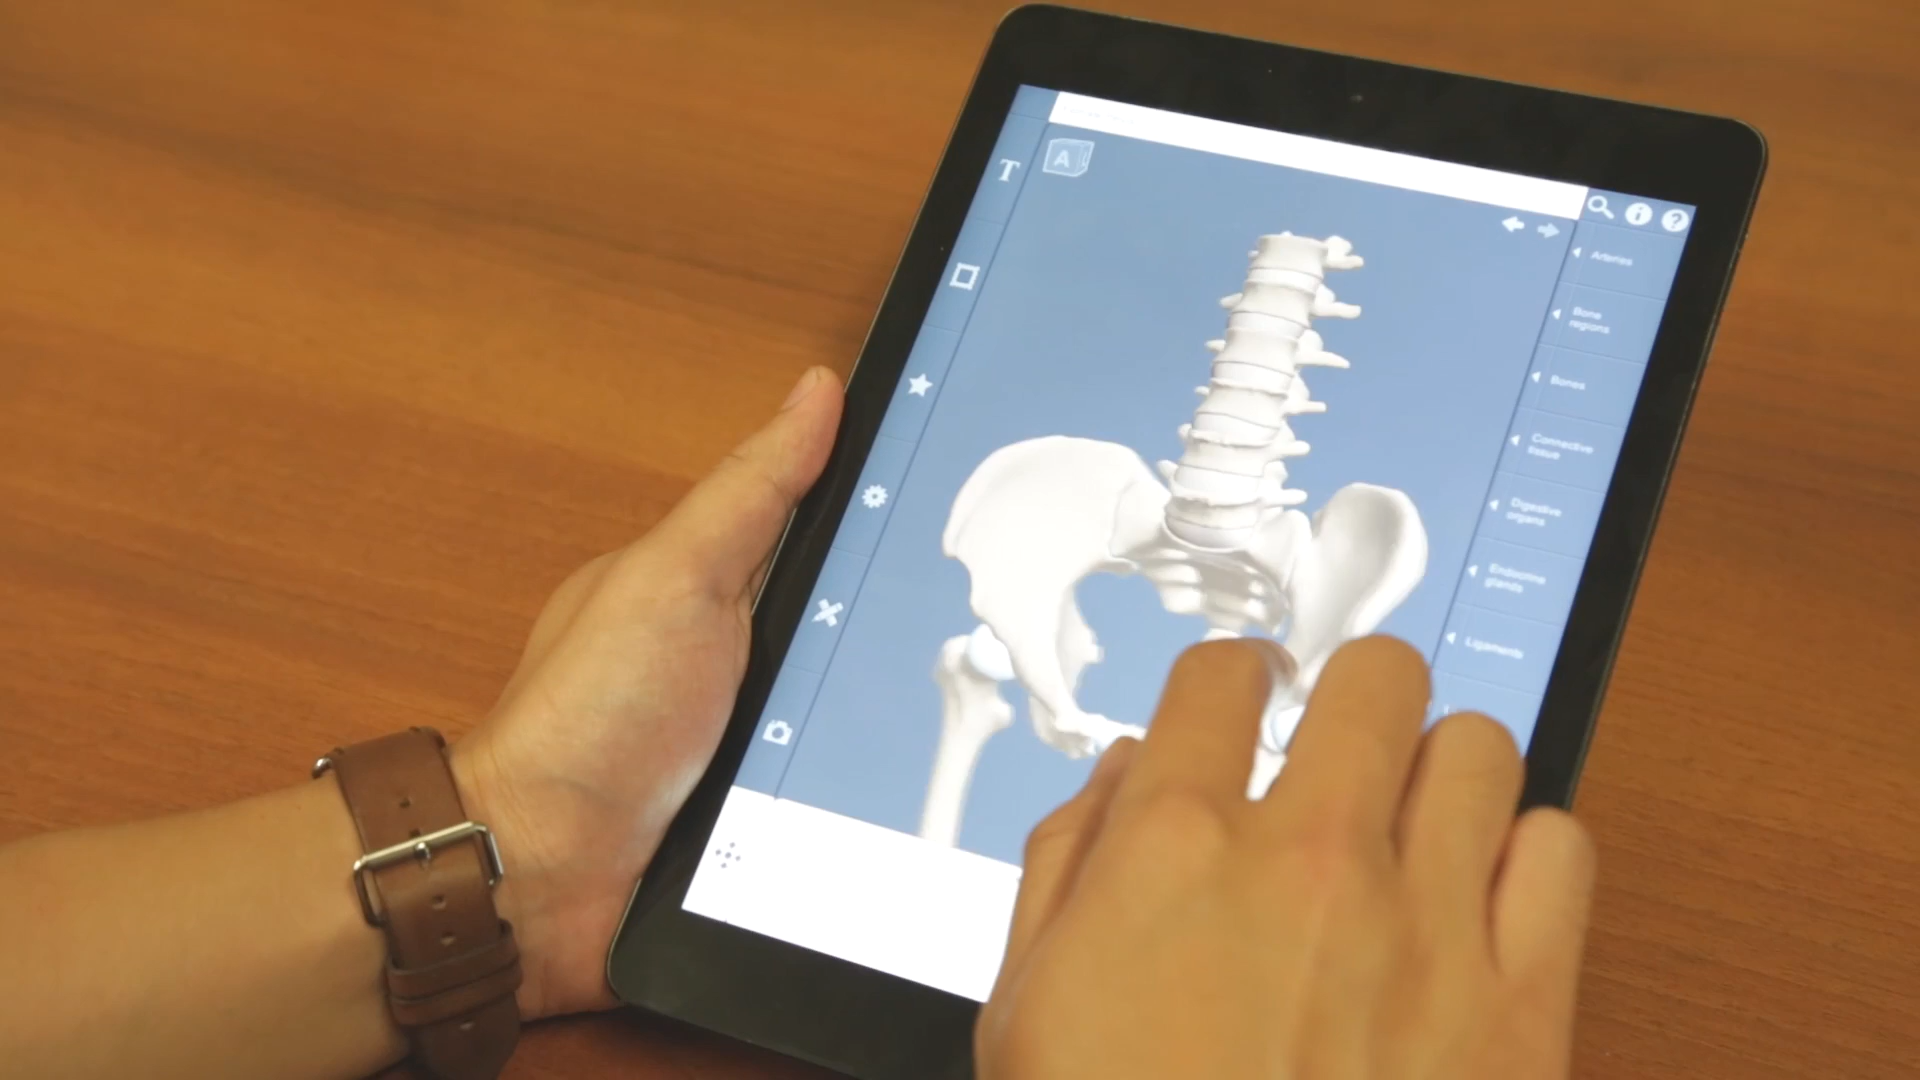 T
A
i
?
Arteries
Bone
regions
Bones
Connective
tissue
Digestive
organs
Endocrine
glands
Ligaments